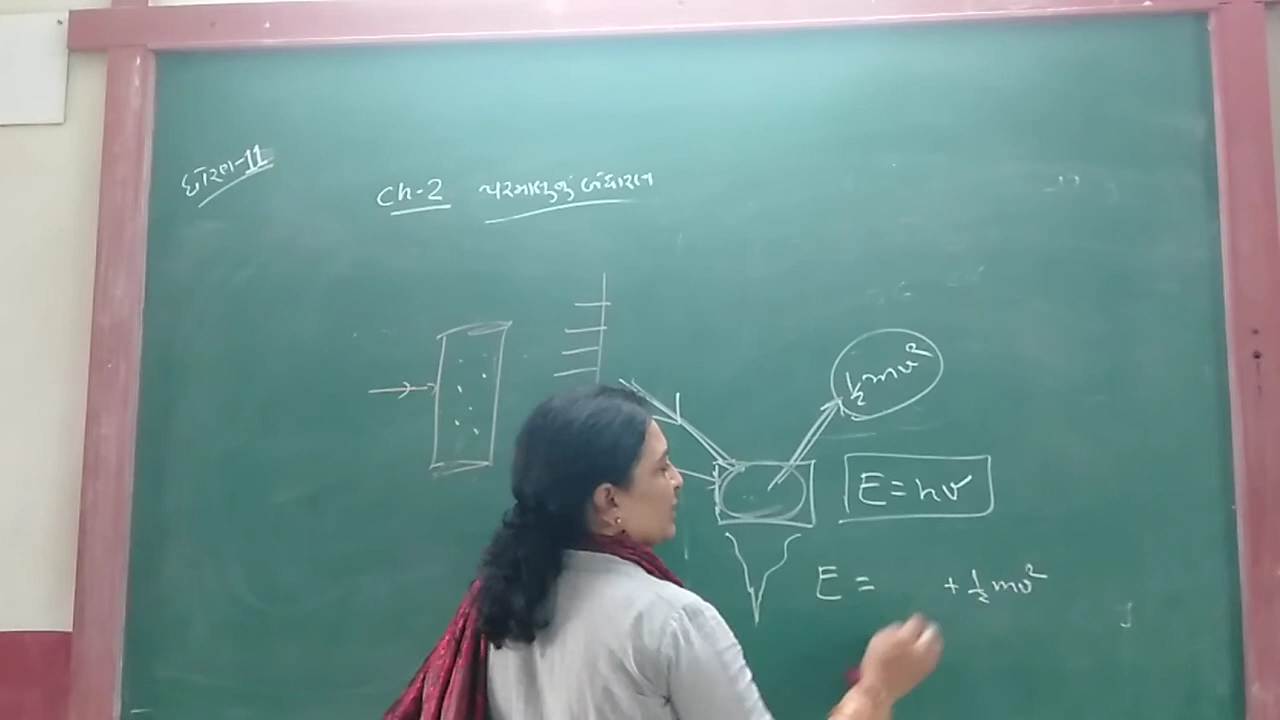 ધોરણ-11
Ch-2 પરમાણુનું બંધારણ
½mv²
E=hν
E = + ½mv²